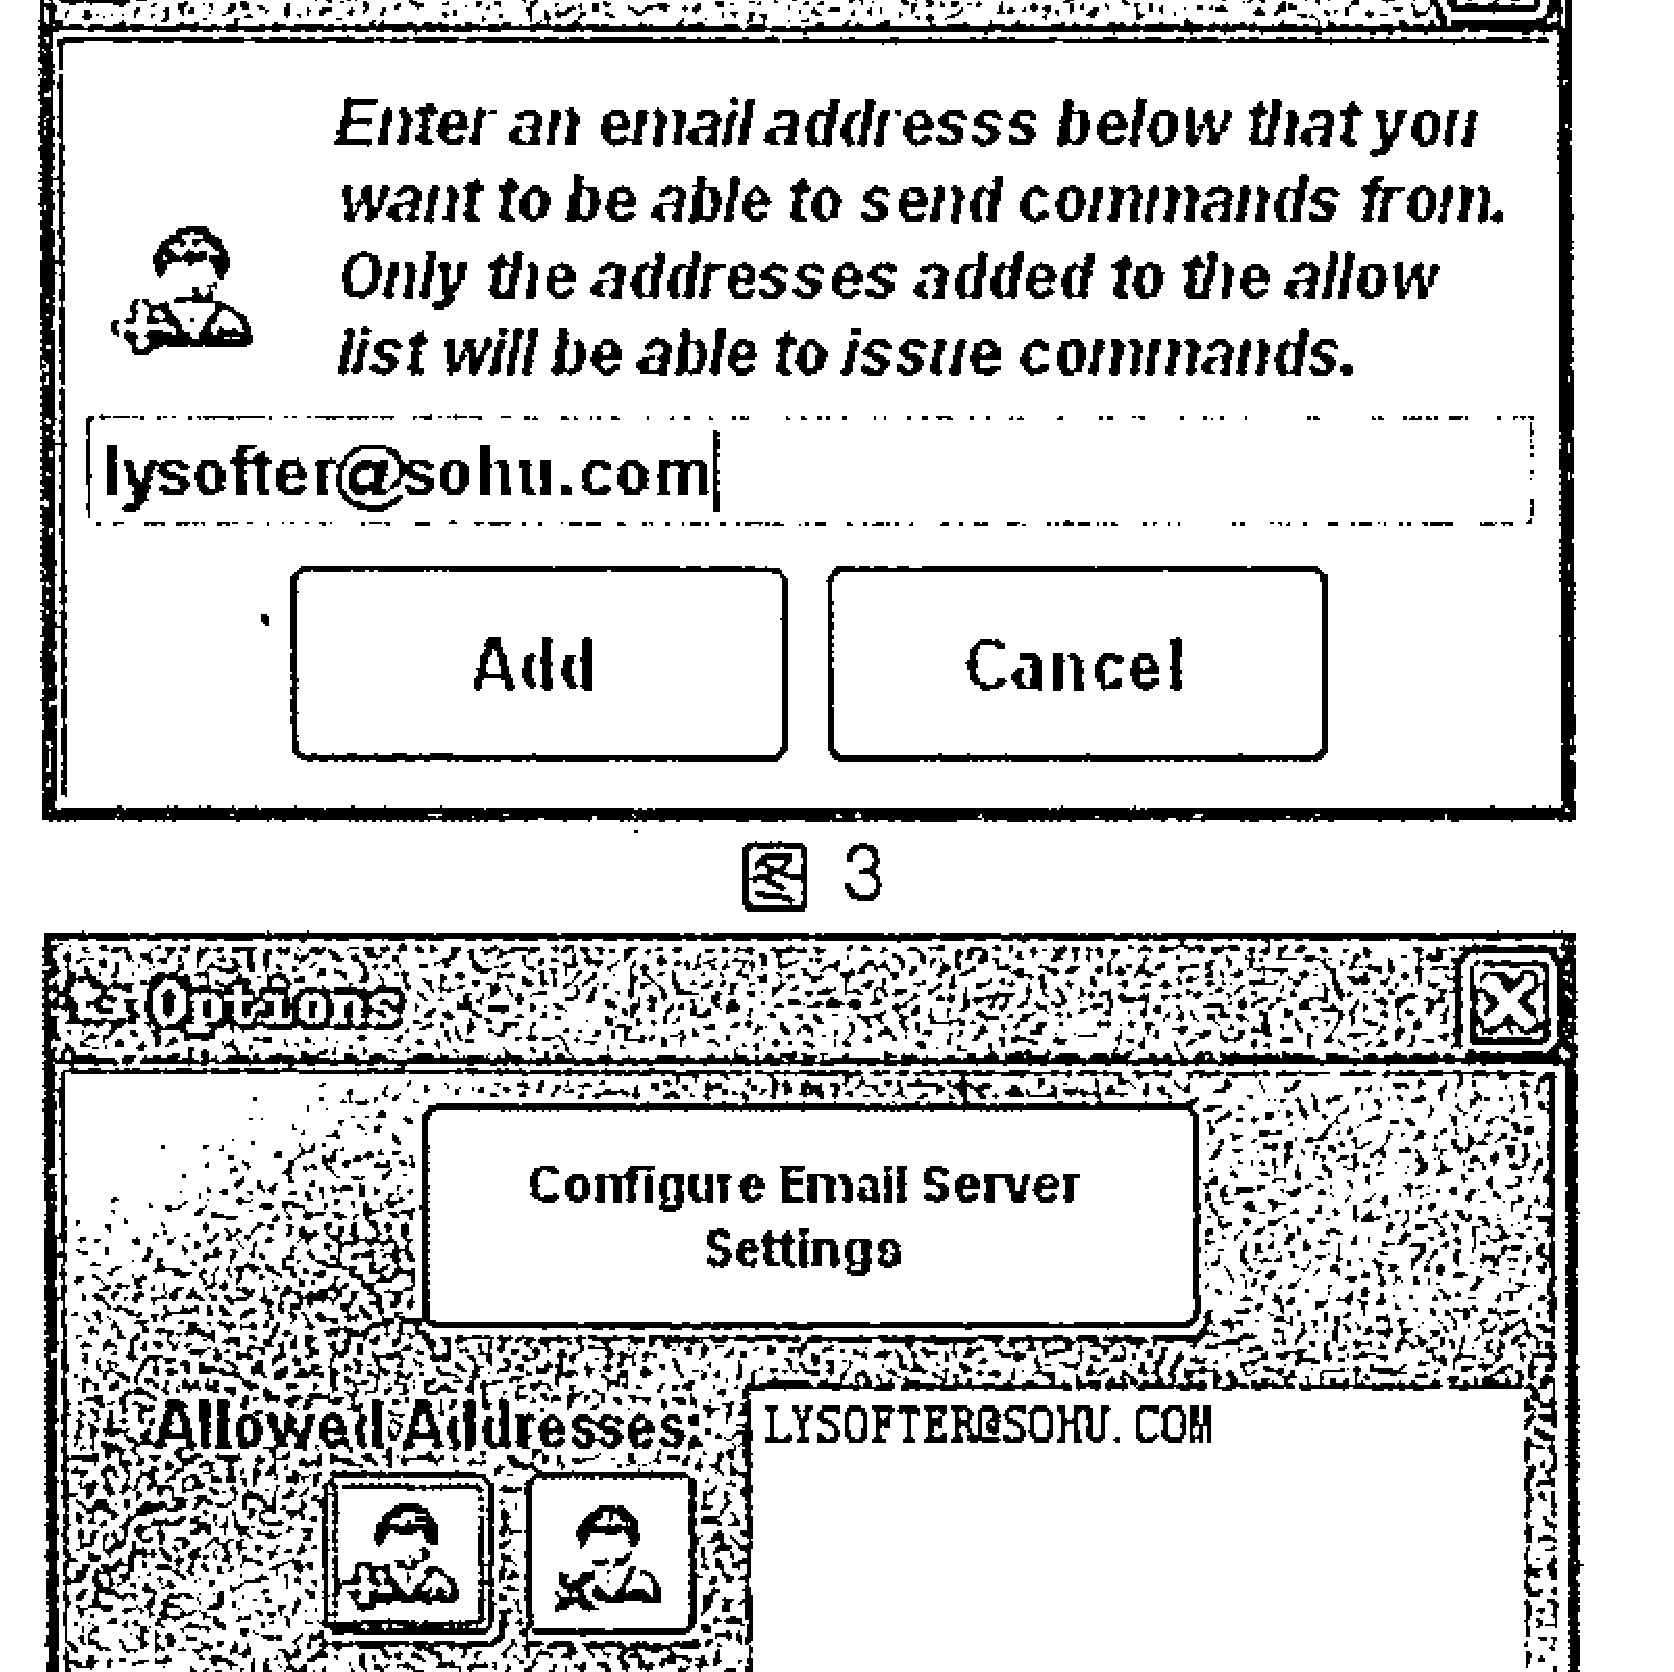 Enter an email addresss below that you
want to be able to send commands from.
Only the addresses added to the allow
list will be able to issue commands.
lysofter@sohu.com
Add Cancel
图 3
Options
Configure Email Server
Settings
Allowed Addresses:
LYSOFTER@SOHU.COM